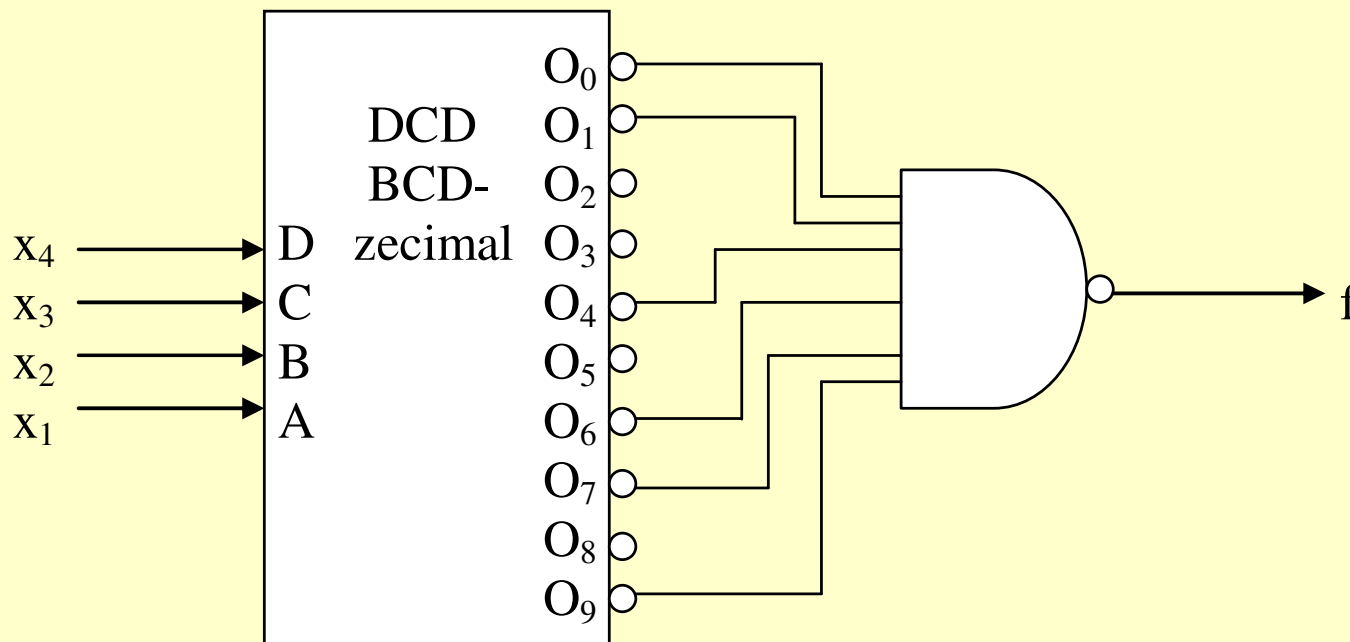 O₀
DCD O₁
BCD- O₂
x₄ D zecimal O₃
x₃ C O₄
x₂ B O₅
x₁ A O₆
O₇
O₈
O₉
f